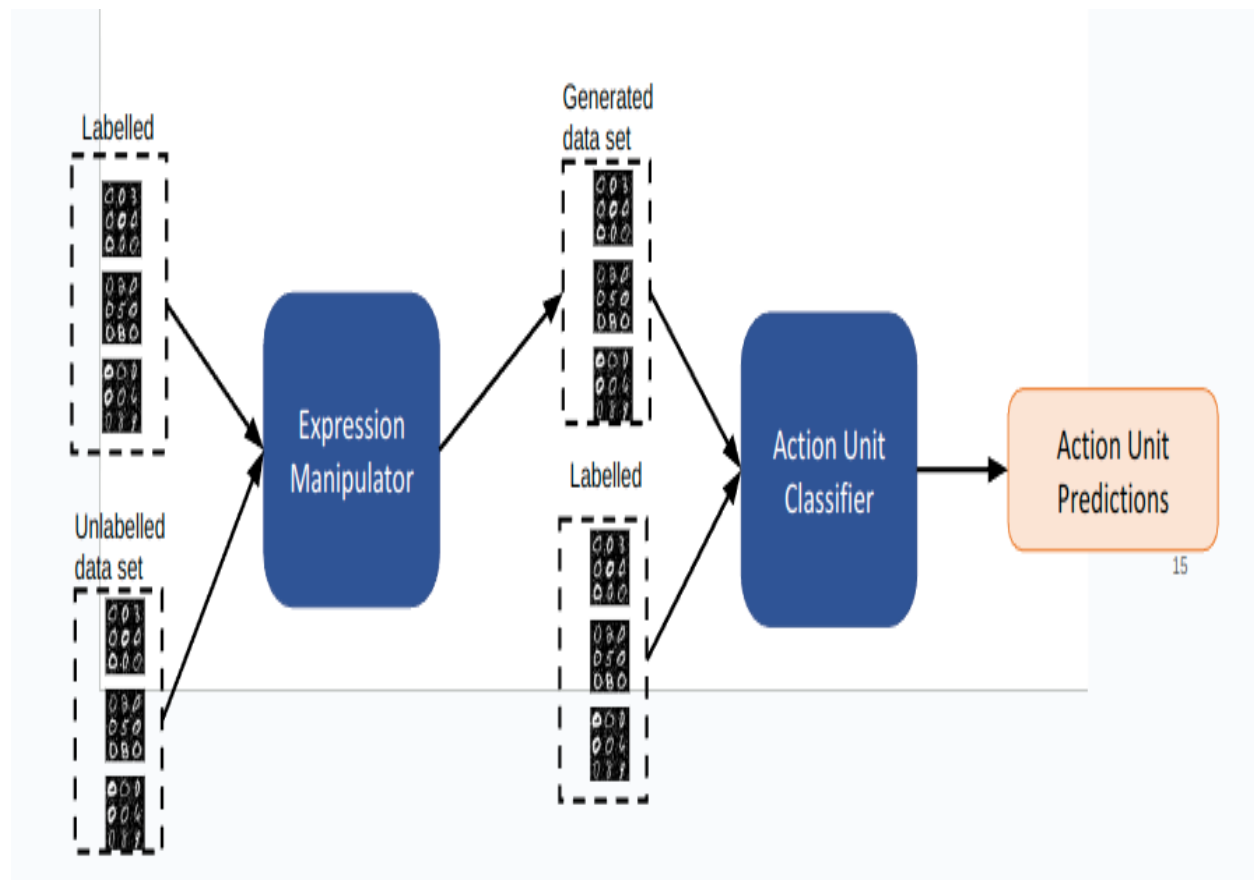 Labelled
Unlabelled
data set
Expression
Manipulator
Generated
data set
Labelled
Action Unit
Classifier
Action Unit
Predictions
15